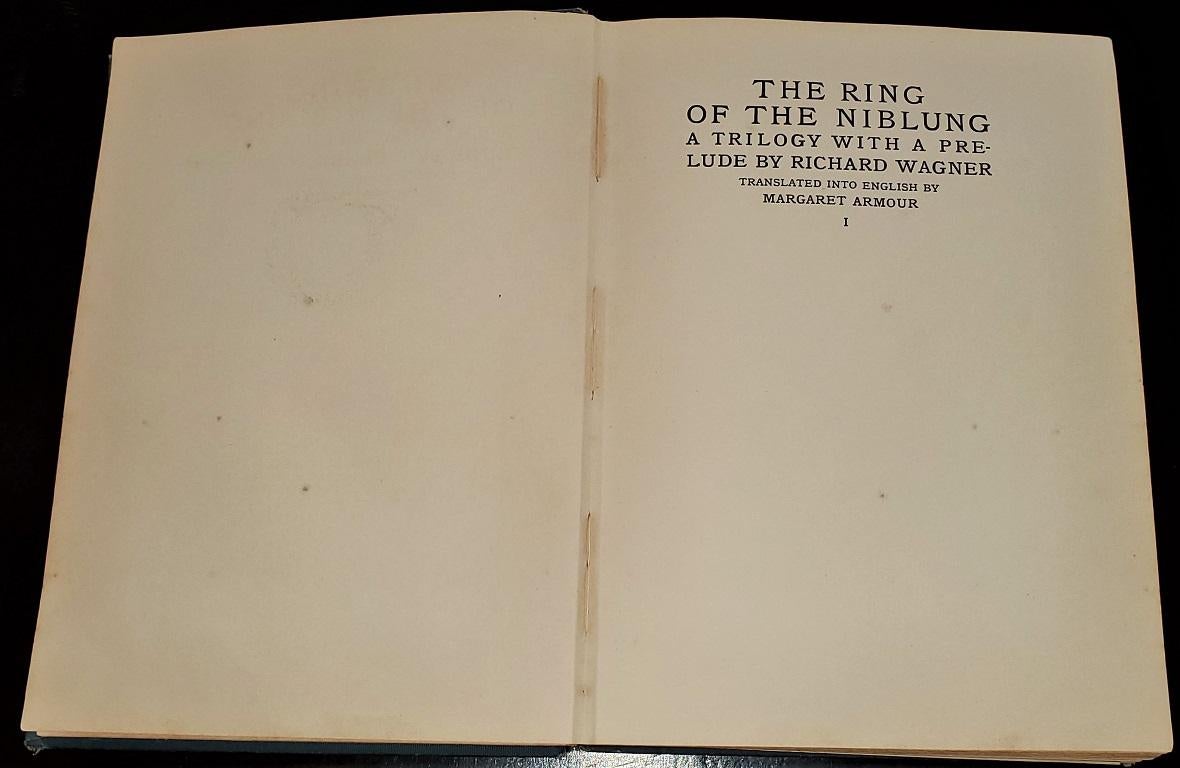 THE RING
OF THE NIBLUNG
A TRILOGY WITH A PRE-
LUDE BY RICHARD WAGNER
TRANSLATED INTO ENGLISH BY
MARGARET ARMOUR
I